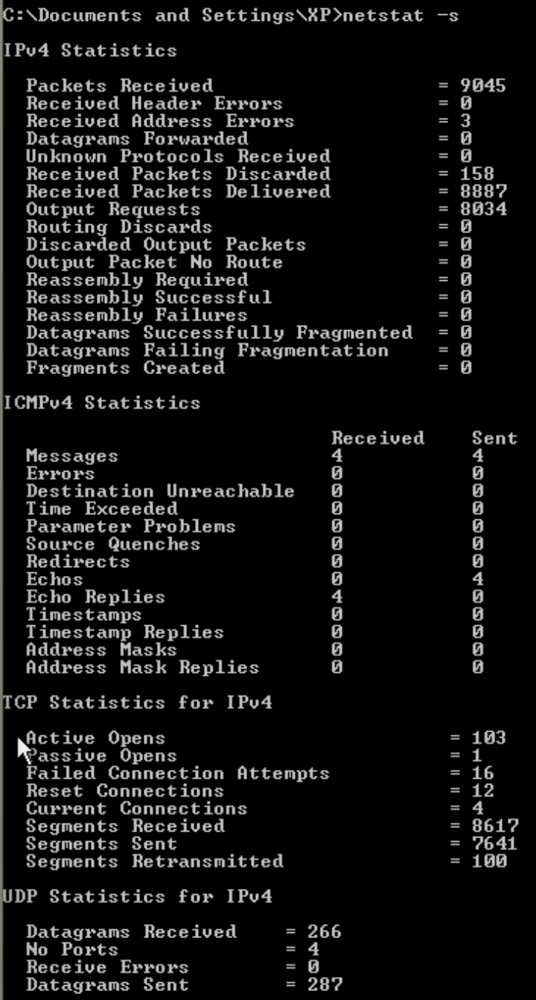 C:\Documents and Settings\XP>netstat -s
IPv4 Statistics
Packets Received = 9045
Received Header Errors = 0
Received Address Errors = 3
Datagrams Forwarded = 0
Unknown Protocols Received = 0
Received Packets Discarded = 158
Received Packets Delivered = 8887
Output Requests = 8034
Routing Discards = 0
Discarded Output Packets = 0
Output Packet No Route = 0
Reassembly Required = 0
Reassembly Successful = 0
Reassembly Failures = 0
Datagrams Successfully Fragmented = 0
Datagrams Failing Fragmentation = 0
Fragments Created = 0
ICMPv4 Statistics
Received Sent
Messages 4 4
Errors 0 0
Destination Unreachable 0 0
Time Exceeded 0 0
Parameter Problems 0 0
Source Quenches 0 0
Redirects 0 0
Echos 0 4
Echo Replies 4 0
Timestamps 0 0
Timestamp Replies 0 0
Address Masks 0 0
Address Mask Replies 0 0
TCP Statistics for IPv4
Active Opens = 103
Passive Opens = 1
Failed Connection Attempts = 16
Reset Connections = 12
Current Connections = 4
Segments Received = 8617
Segments Sent = 7641
Segments Retransmitted = 100
UDP Statistics for IPv4
Datagrams Received = 266
No Ports = 4
Receive Errors = 0
Datagrams Sent = 287